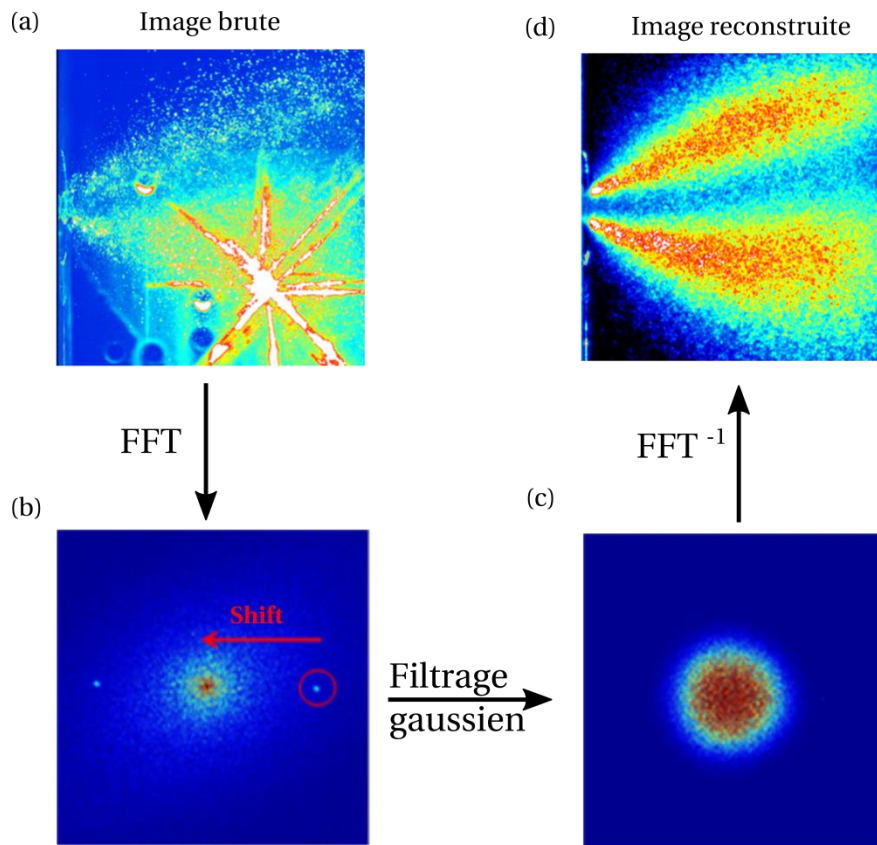 (a)
Image brute
(d)
Image reconstruite
FFT
FFT -1
(b)
(c)
Shift
Filtrage
gaussien